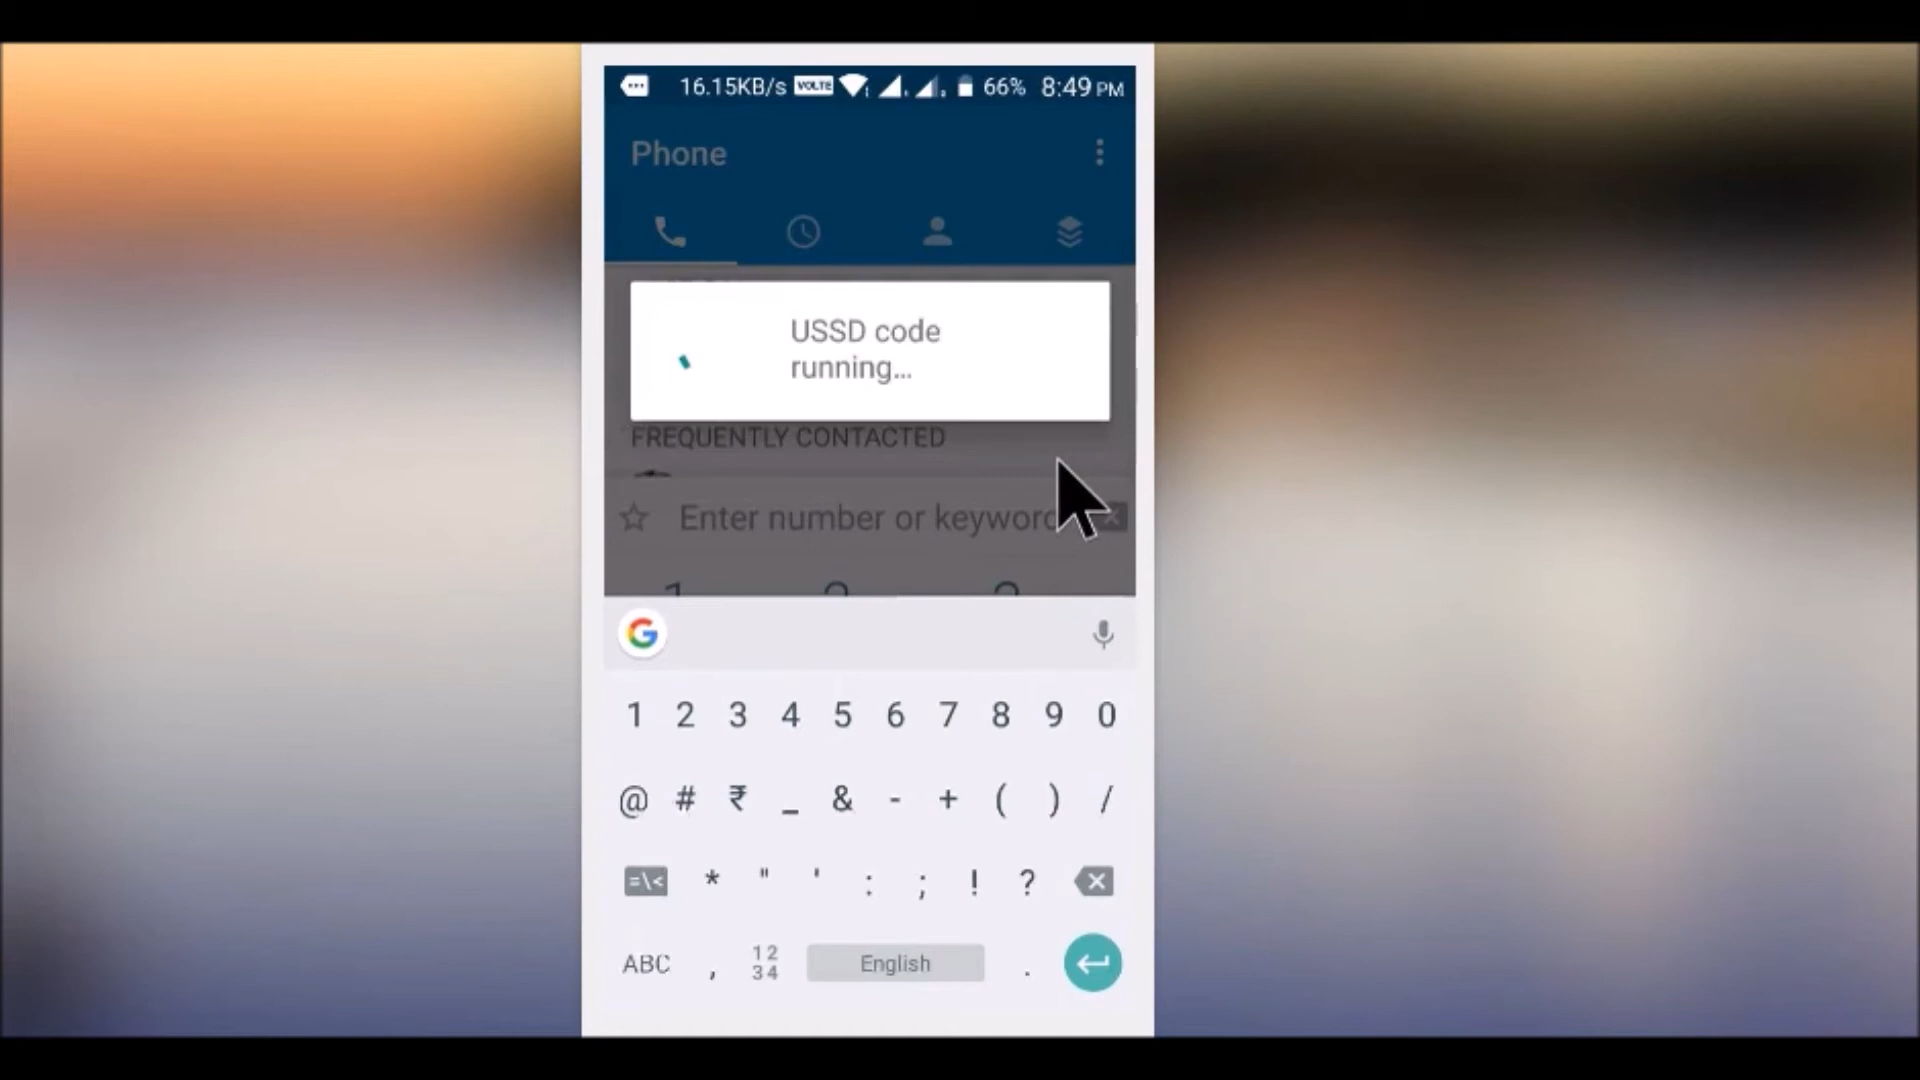 16.15KB/s VOLTE 66% 8:49 PM
Phone
USSD code
running...
FREQUENTLY CONTACTED
Enter number or keyword
G
1 2 3 4 5 6 7 8 9 0
@ # ₹ _ & - + ( ) /
=\< * " ' : ; ! ?
ABC , 12 English .
34